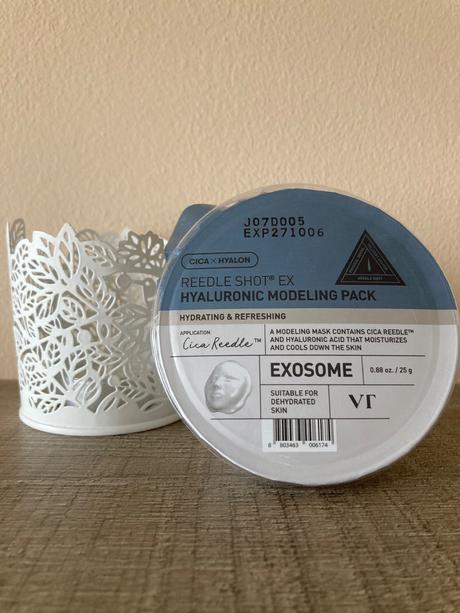 J07D005
EXP271006
CICA × HYALON
REEDLE SHOT® EX
HYALURONIC MODELING PACK
HYDRATING & REFRESHING
REEDLE SHOT
APPLICATION
Cica Reedle™
A MODELING MASK CONTAINS CICA REEDLE™
AND HYALURONIC ACID THAT MOISTURIZES
AND COOLS DOWN THE SKIN
EXOSOME
0.88 oz. / 25 g
SUITABLE FOR
DEHYDRATED
SKIN
VT
8 803463 006174